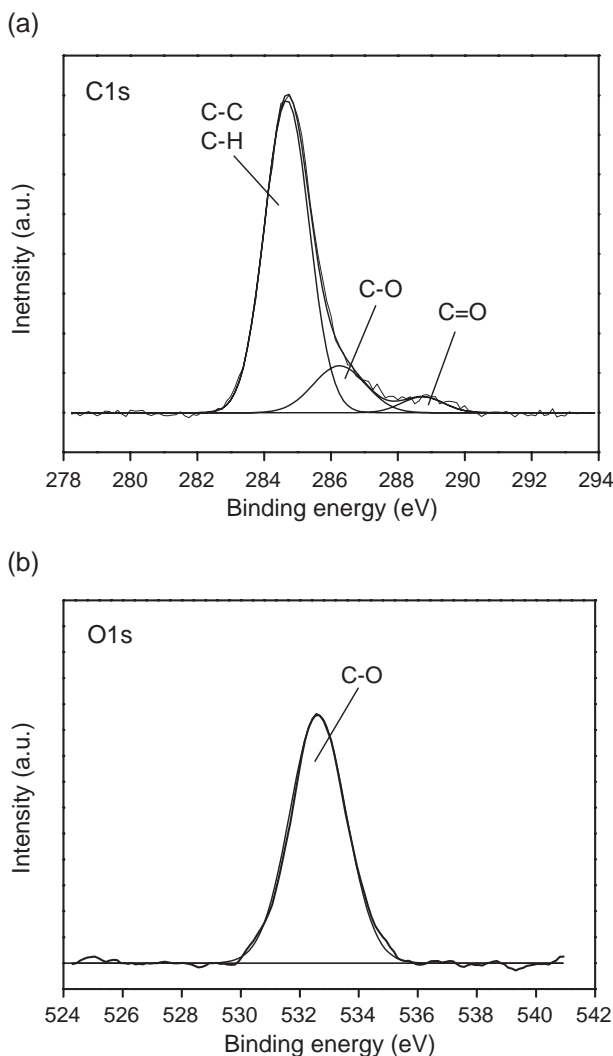 (a)
C1s
C-C
C-H
C-O
C=O
Inetnsity (a.u.)
278 280 282 284 286 288 290 292 294
Binding energy (eV)
(b)
O1s
C-O
Intensity (a.u.)
524 526 528 530 532 534 536 538 540 542
Binding energy (eV)